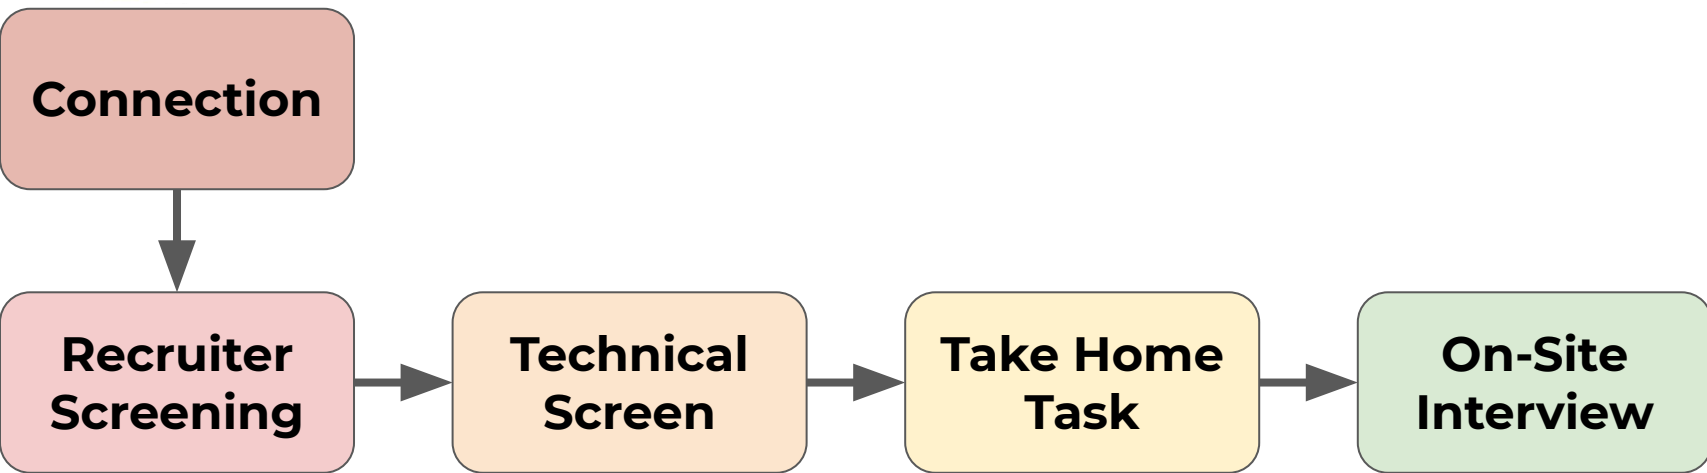 Connection
Recruiter
Screening
Technical
Screen
Take Home
Task
On-Site
Interview